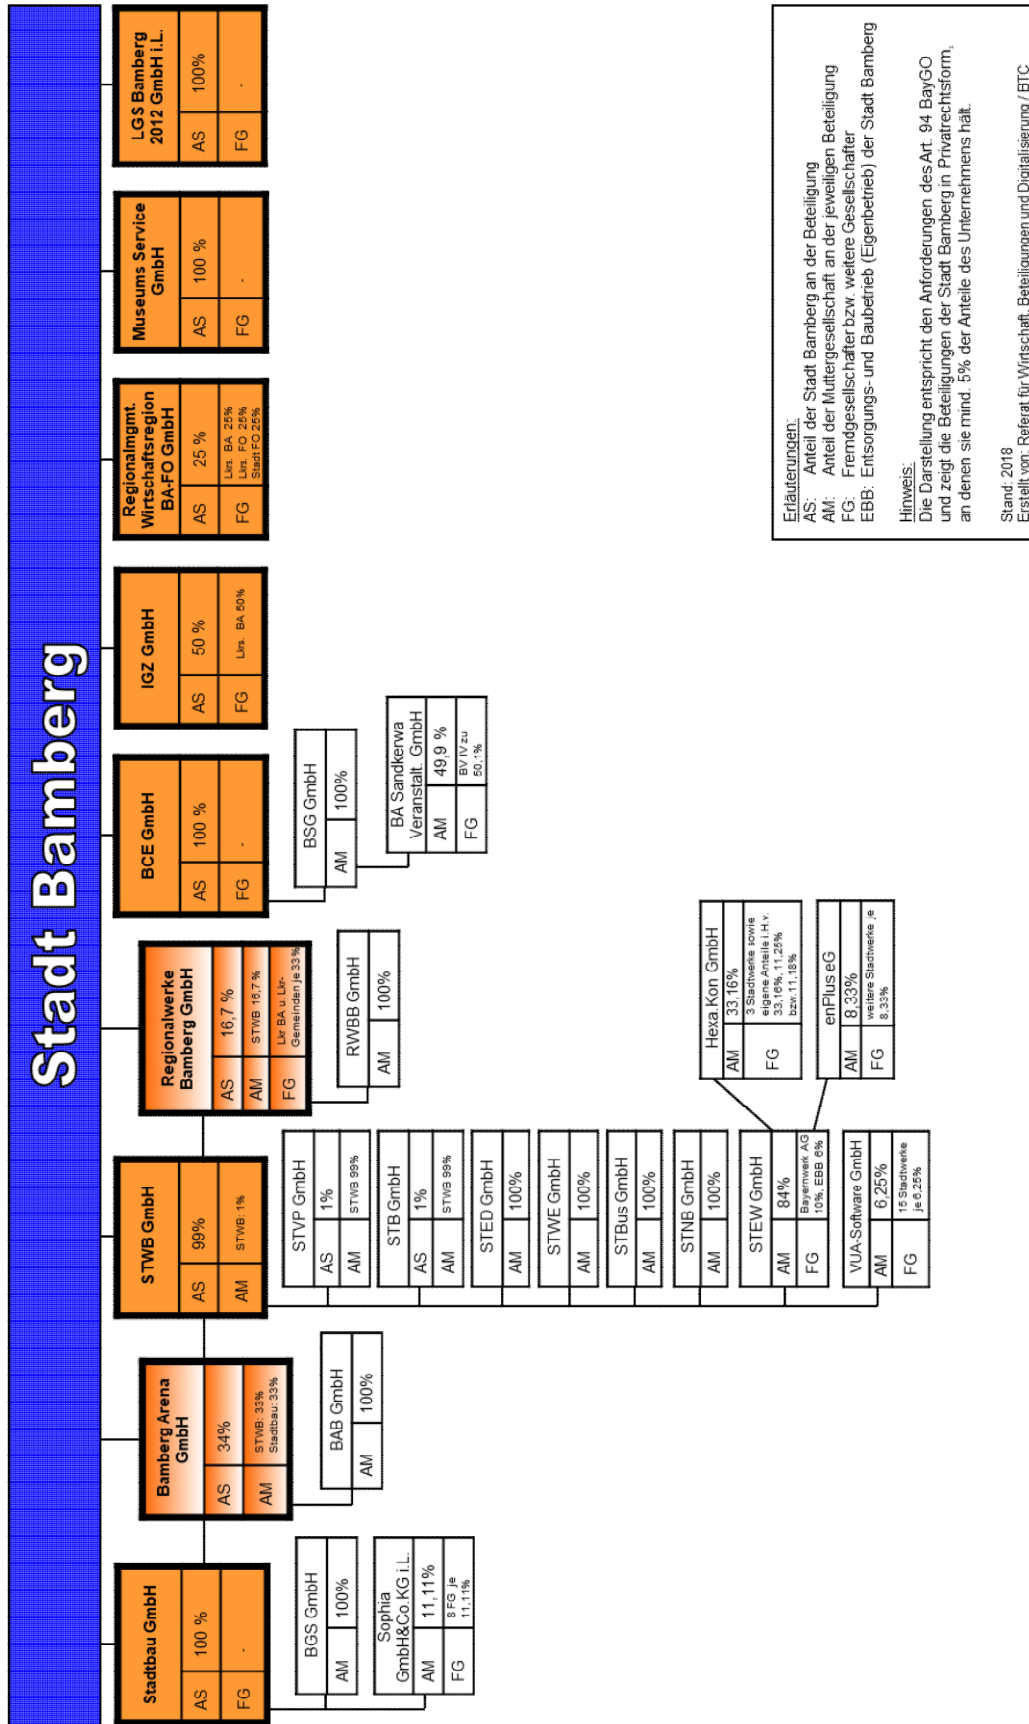 Stadt Bamberg
Stadtbau GmbH
AS 100 %
FG -
BGS GmbH
AM 100%
Sophia
GmbH&Co.KG i.L.
AM 11,11%
FG 8 FG je
11,11%
Bamberg Arena
GmbH
AS 34%
AM STWB: 33%
Stadtbau: 33%
BAB GmbH
AM 100%
STWB GmbH
AS 99%
AM STWB: 1%
STVP GmbH
AS 1%
AM STWB 99%
STB GmbH
AS 1%
AM STWB 99%
STED GmbH
AM 100%
STWE GmbH
AM 100%
STBus GmbH
AM 100%
STNB GmbH
AM 100%
STEW GmbH
AM 84%
FG Bayernwerk AG
10%, EBB 6%
VUA-Software GmbH
AM 6,25%
FG 15 Stadtwerke
je 6,25%
Hexa.Kon GmbH
AM 33,16%
FG 3 Stadtwerke sowie
eigene Anteile i.H.v.
33,16%, 11,25%
bzw. 11,18%
enPlus eG
AM 8,33%
FG weitere Stadtwerke je
8,33%
Regionalwerke
Bamberg GmbH
AS 16,7 %
AM STWB 16,7 %
FG Lkr BA u. Lkr-
Gemeinden je 33%
RWBB GmbH
AM 100%
BCE GmbH
AS 100 %
FG -
BSG GmbH
AM 100%
BA Sandkerwa
Veranstalt. GmbH
AM 49,9 %
FG BV IV zu
50,1%
IGZ GmbH
AS 50 %
FG Lkrs. BA 50%
Regionalmgmt.
Wirtschaftsregion
BA-FO GmbH
AS 25 %
FG Lkrs. BA 25%
Lkrs. FO 25%
Stadt FO 25%
Museums Service
GmbH
AS 100 %
FG -
LGS Bamberg
2012 GmbH i.L.
AS 100%
FG -
Erläuterungen:
AS: Anteil der Stadt Bamberg an der Beteiligung
AM: Anteil der Muttergesellschaft an der jeweiligen Beteiligung
FG: Fremdgesellschafter bzw. weitere Gesellschafter
EBB: Entsorgungs- und Baubetrieb (Eigenbetrieb) der Stadt Bamberg
Hinweis:
Die Darstellung entspricht den Anforderungen des Art. 94 BayGO
und zeigt die Beteiligungen der Stadt Bamberg in Privatrechtsform,
an denen sie mind. 5% der Anteile des Unternehmens hält.
Stand: 2018
Erstellt von: Referat für Wirtschaft, Beteiligungen und Digitalisierung / BTC